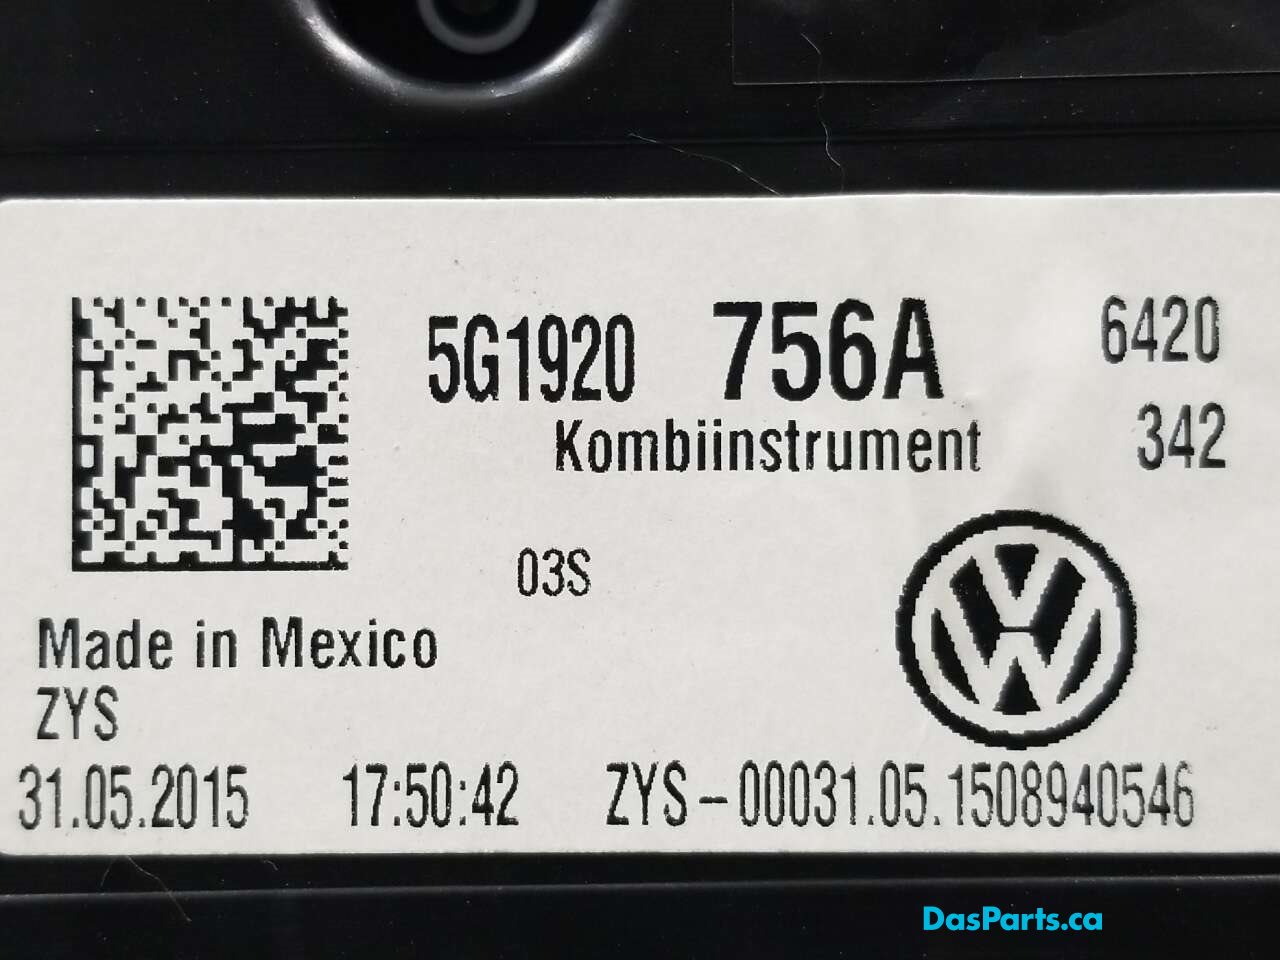 5G1920 756A 6420
Kombiinstrument 342
03S
Made in Mexico
ZYS
31.05.2015 17:50:42 ZYS-00031.05.1508940546
DasParts.ca